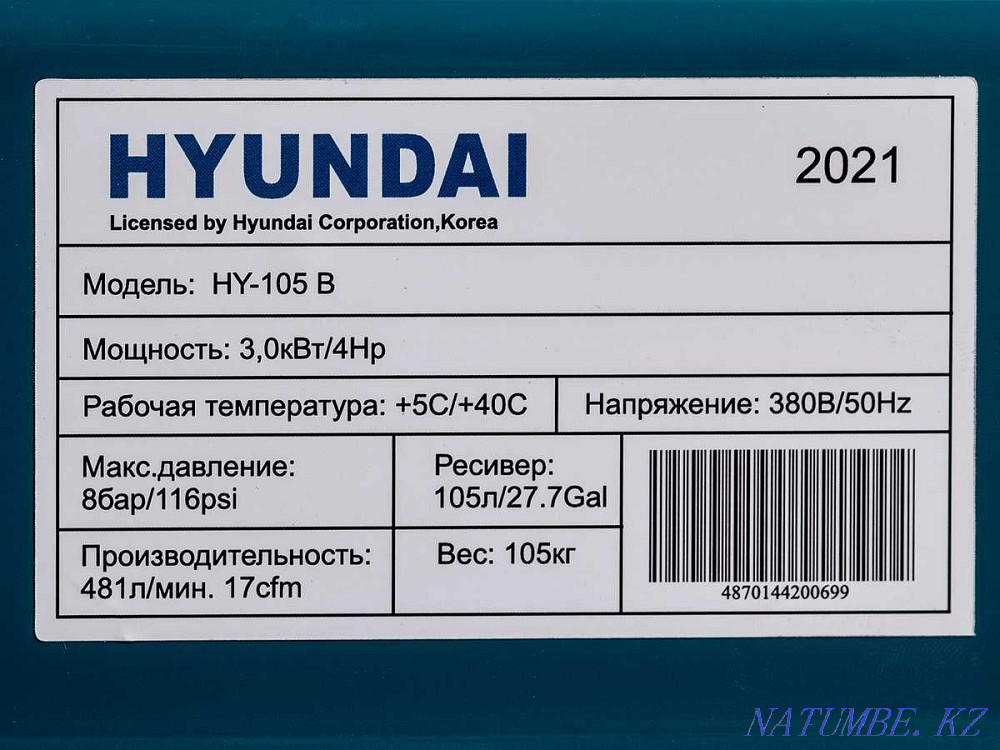 HYUNDAI
2021
Licensed by Hyundai Corporation,Korea
Модель: HY-105 В
Мощность: 3,0кВт/4Hp
Рабочая температура: +5С/+40С
Напряжение: 380В/50Hz
Макс.давление:
8бар/116psi
Ресивер:
105л/27.7Gal
Производительность:
481л/мин. 17cfm
Вес: 105кг
4870144200699
NATUMBE. KZ